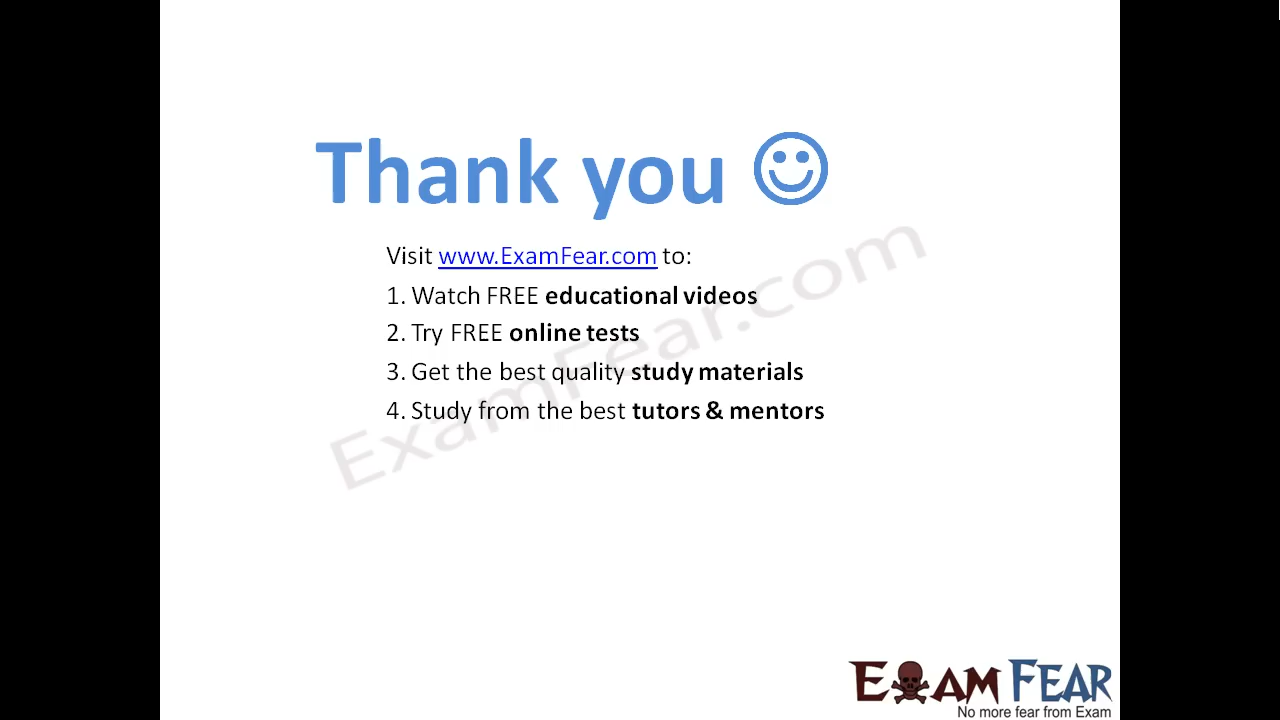 Thank you ☺
Visit www.ExamFear.com to:
1. Watch FREE educational videos
2. Try FREE online tests
3. Get the best quality study materials
4. Study from the best tutors & mentors
ExamFear.com
EXAM FEAR
No more fear from Exam